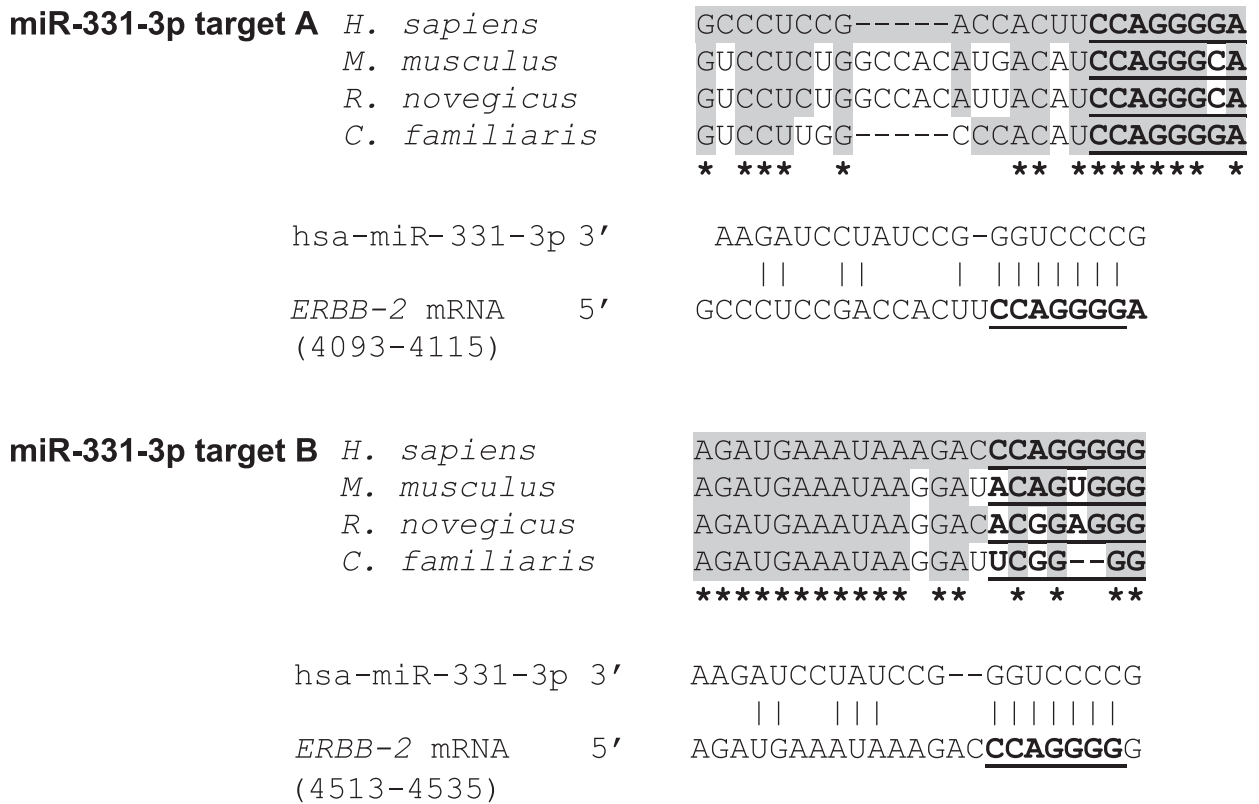 miR-331-3p target A H. sapiens GCCCUCCG-----ACCACUUCCAGGGGA
M. musculus GUCCUCUGGCCACAUGACAUCCAGGGCA
R. novegicus GUCCUCUGGCCACAUUACAUCCAGGGCA
C. familiaris GUCCUUGG-----CCCACAUCCAGGGGA
* *** * ** ******* *
hsa-miR-331-3p 3′ AAGAUCCUAUCCG-GGUCCCCG
|| || | |||||||
ERBB-2 mRNA 5′ GCCCUCCGACCACUUCCAGGGGA
(4093-4115)
miR-331-3p target B H. sapiens AGAUGAAAUAAAGACCCAGGGGG
M. musculus AGAUGAAAUAAGGAUACAGUGGG
R. novegicus AGAUGAAAUAAGGACACGGAGGG
C. familiaris AGAUGAAAUAAGGAUUCGG--GG
*********** ** * * **
hsa-miR-331-3p 3′ AAGAUCCUAUCCG--GGUCCCCG
|| ||| |||||||
ERBB-2 mRNA 5′ AGAUGAAAUAAAGACCCAGGGGG
(4513-4535)